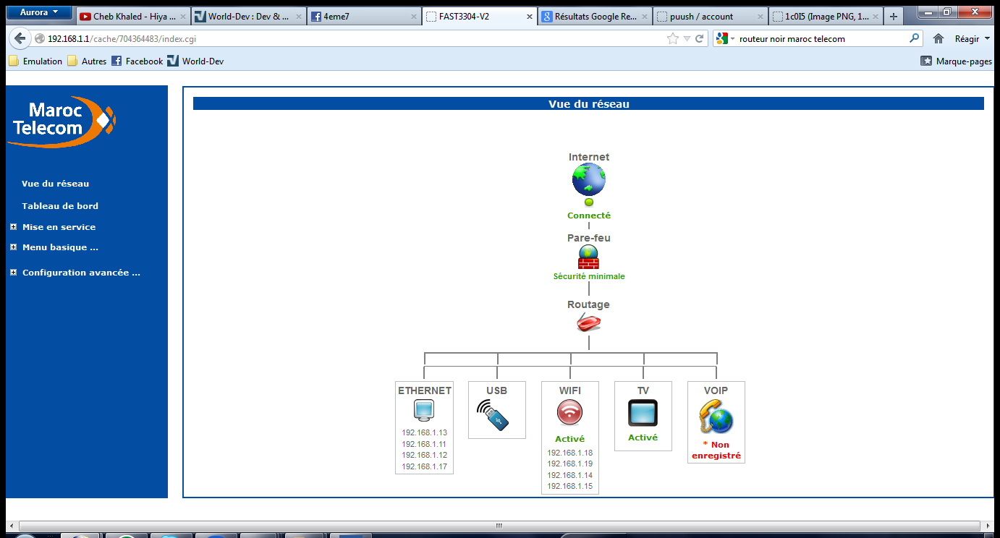 Aurora
Cheb Khaled - Hiya ...
World-Dev : Dev & ...
4eme7
FAST3304-V2
Résultats Google Re...
puush / account
1c0I5 (Image PNG, 1...
192.168.1.1/cache/704364483/index.cgi
routeur noir maroc telecom
Réagir
Emulation
Autres
Facebook
World-Dev
Marque-pages
Maroc
Telecom
Vue du réseau
Tableau de bord
Mise en service
Menu basique ...
Configuration avancée ...
Vue du réseau
Internet
Connecté
Pare-feu
Sécurité minimale
Routage
ETHERNET
192.168.1.13
192.168.1.11
192.168.1.12
192.168.1.17
USB
WIFI
Activé
192.168.1.18
192.168.1.19
192.168.1.14
192.168.1.15
TV
Activé
VOIP
* Non
enregistré